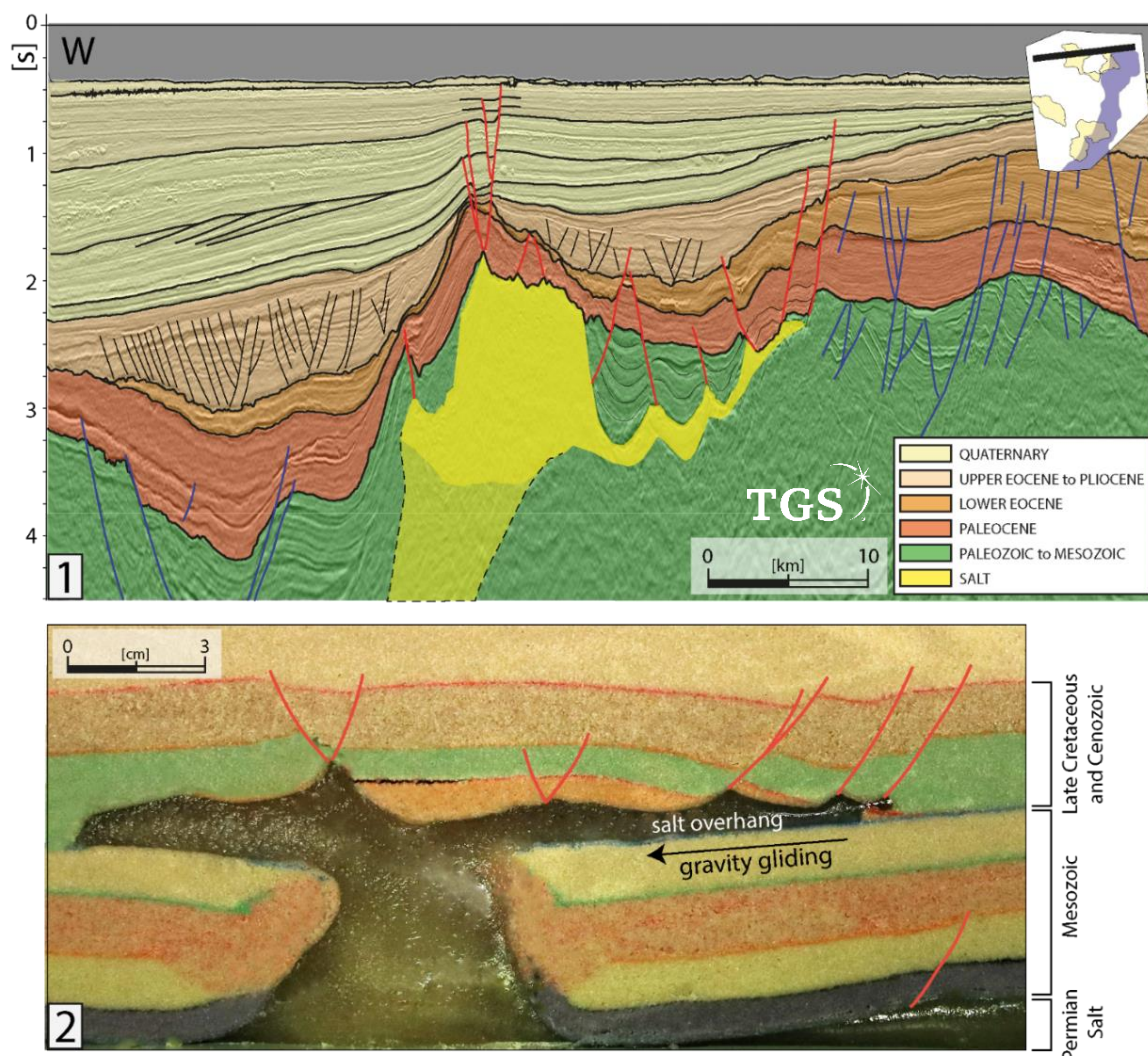 0
[s]
W
1
2
3
4
QUATERNARY
UPPER EOCENE to PLIOCENE
LOWER EOCENE
PALEOCENE
PALEOZOIC to MESOZOIC
SALT
TGS
0
10
[km]
1
0
3
[cm]
salt overhang
gravity gliding
2
Late Cretaceous
and Cenozoic
Mesozoic
Permian
Salt